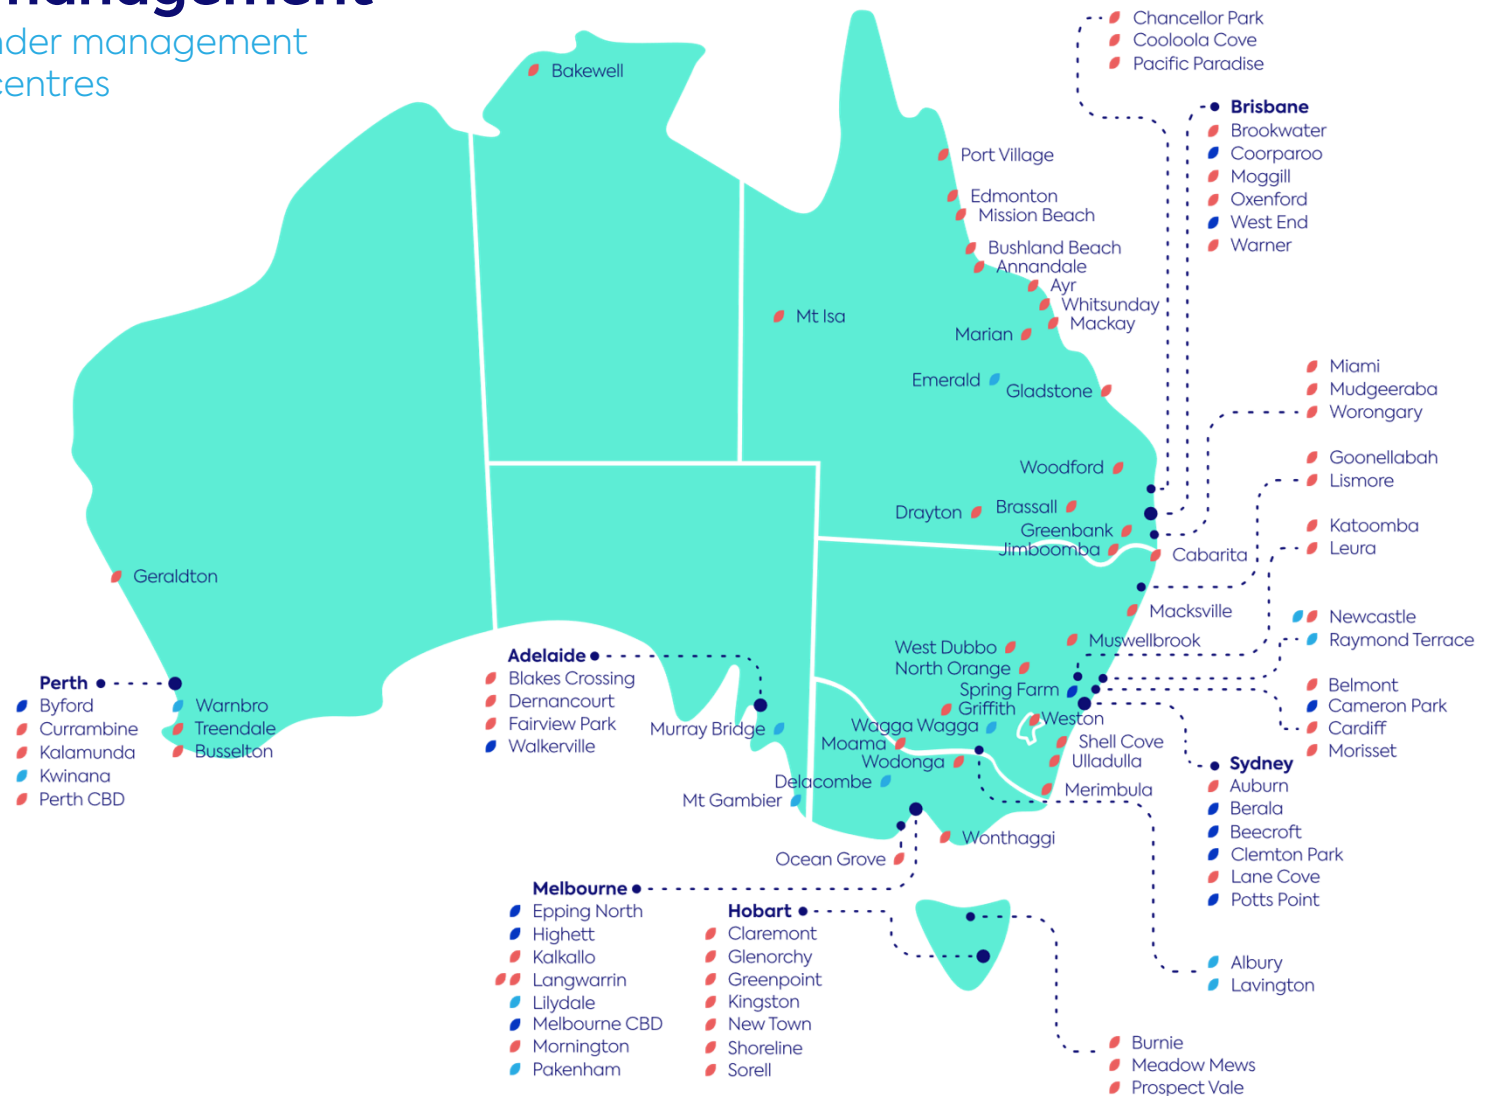 nder management
centres
Bakewell
Port Village
Edmonton
Mission Beach
Bushland Beach
Annandale
Ayr
Whitsunday
Mackay
Marian
Mt Isa
Emerald
Gladstone
Woodford
Drayton
Brassall
Greenbank
Jimboomba
Cabarita
Chancellor Park
Cooloola Cove
Pacific Paradise
Brisbane
Brookwater
Coorparoo
Moggill
Oxenford
West End
Warner
Miami
Mudgeeraba
Worongary
Goonellabah
Lismore
Katoomba
Leura
Newcastle
Raymond Terrace
Belmont
Cameron Park
Cardiff
Morisset
Geraldton
Perth
Byford
Currambine
Kalamunda
Kwinana
Perth CBD
Warnbro
Treendale
Busselton
Adelaide
Blakes Crossing
Dernancourt
Fairview Park
Walkerville
Murray Bridge
Mt Gambier
Macksville
West Dubbo
Muswellbrook
North Orange
Spring Farm
Griffith
Weston
Wagga Wagga
Moama
Shell Cove
Wodonga
Ulladulla
Delacombe
Merimbula
Wonthaggi
Ocean Grove
Sydney
Auburn
Berala
Beecroft
Clemton Park
Lane Cove
Potts Point
Albury
Lavington
Melbourne
Epping North
Highett
Kalkallo
Langwarrin
Lilydale
Melbourne CBD
Mornington
Pakenham
Hobart
Claremont
Glenorchy
Greenpoint
Kingston
New Town
Shoreline
Sorell
Burnie
Meadow Mews
Prospect Vale